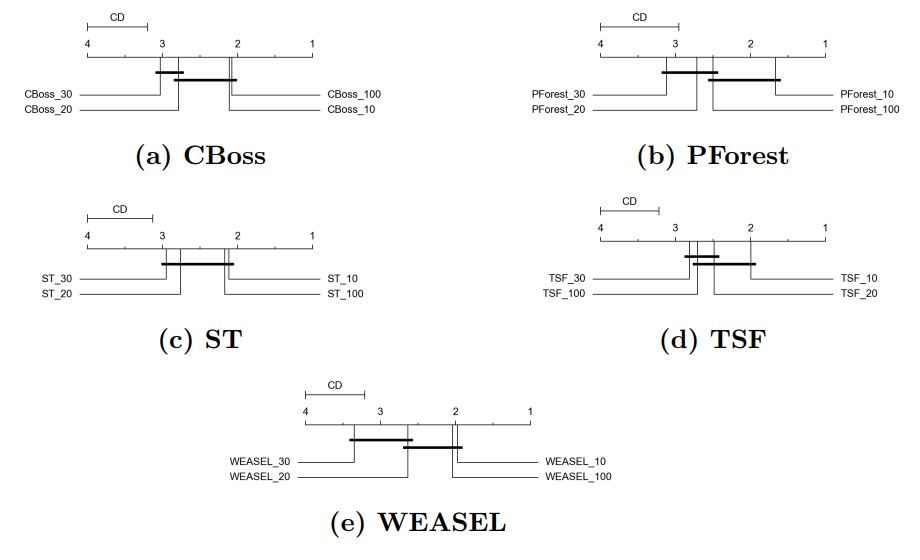 CD
4 3 2 1
CBoss_30 CBoss_100
CBoss_20 CBoss_10
(a) CBoss
CD
4 3 2 1
PForest_30 PForest_10
PForest_20 PForest_100
(b) PForest
CD
4 3 2 1
ST_30 ST_10
ST_20 ST_100
(c) ST
CD
4 3 2 1
TSF_30 TSF_10
TSF_100 TSF_20
(d) TSF
CD
4 3 2 1
WEASEL_30 WEASEL_10
WEASEL_20 WEASEL_100
(e) WEASEL